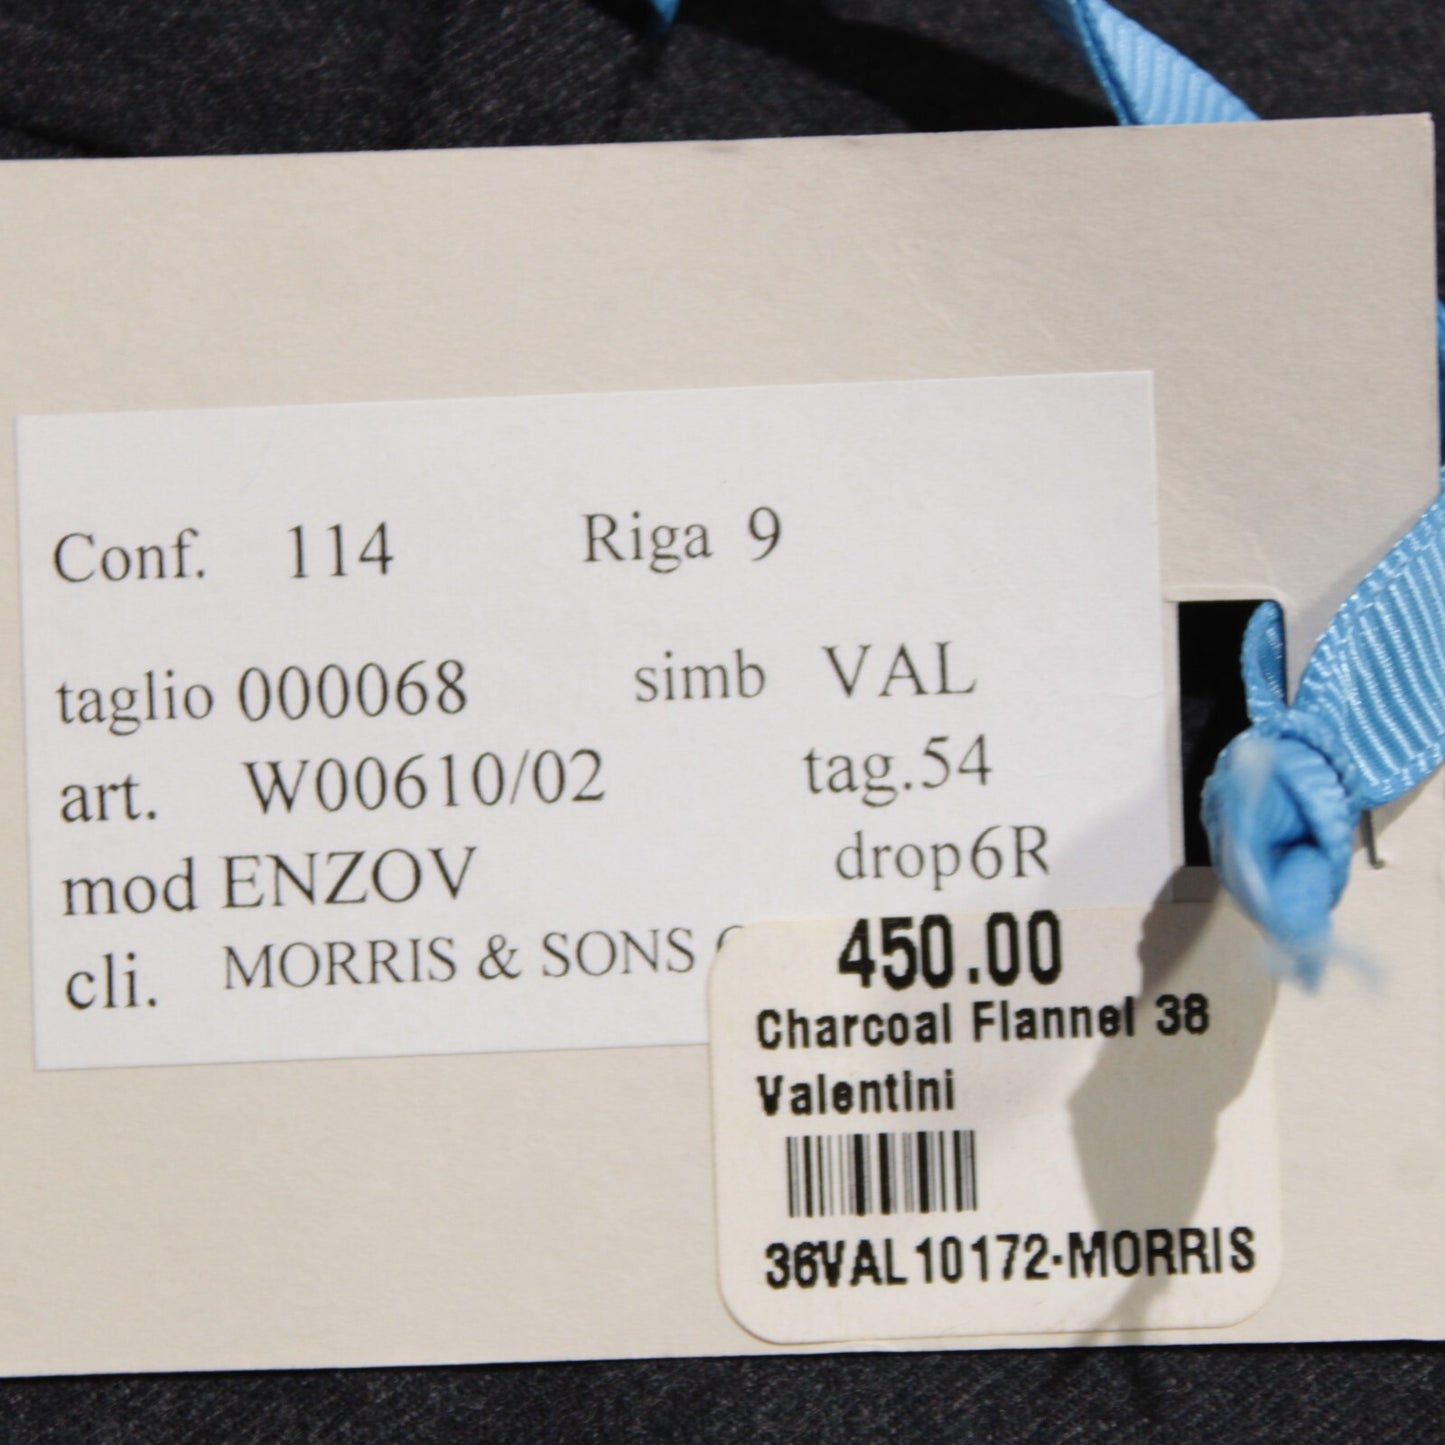 Conf. 114 Riga 9
taglio 000068 simb VAL
art. W00610/02 tag.54
mod ENZOV drop6R
cli. MORRIS & SONS
450.00
Charcoal Flannel 38
Valentini
36VAL10172-MORRIS